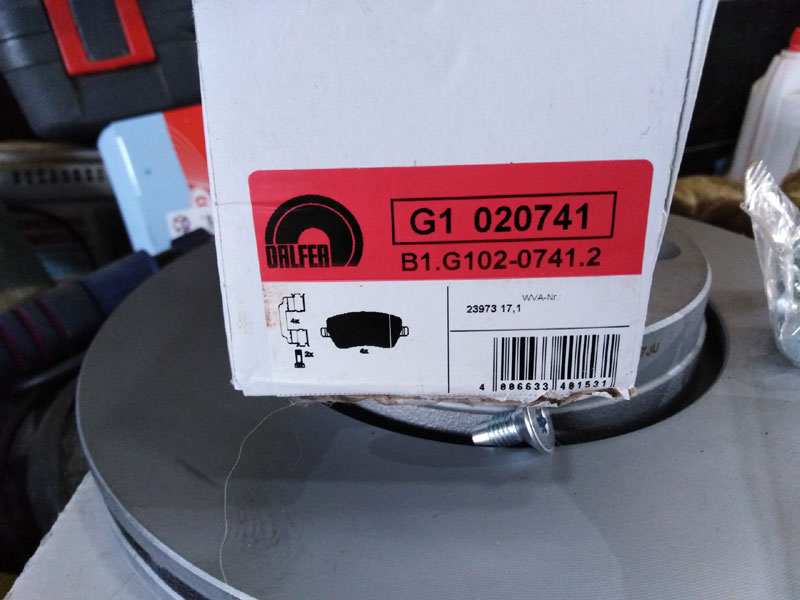 DALFER
G1 020741
B1.G102-0741.2
4x
2x
4x
WVA-Nr.:
23973 17,1
4 006633 401531